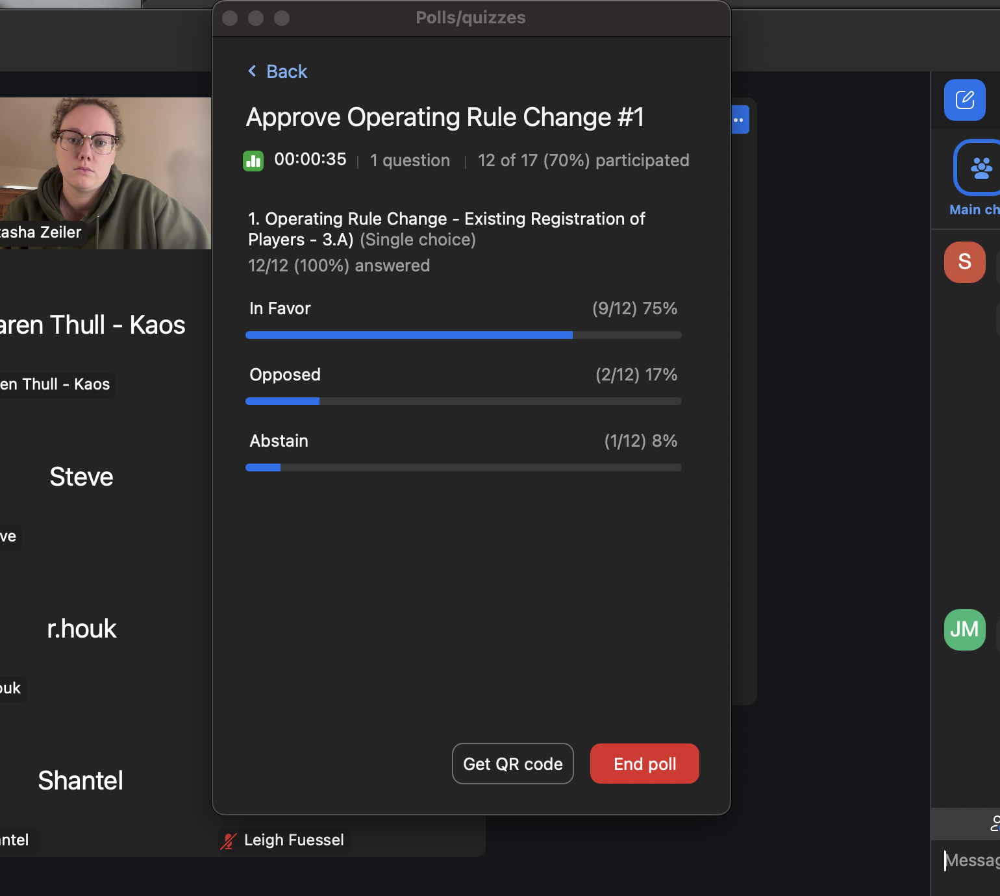 Polls/quizzes
Back
Approve Operating Rule Change #1
00:00:35 | 1 question | 12 of 17 (70%) participated
1. Operating Rule Change - Existing Registration of
Players - 3.A) (Single choice)
12/12 (100%) answered
In Favor (9/12) 75%
Opposed (2/12) 17%
Abstain (1/12) 8%
Get QR code
End poll
asha Zeiler
aren Thull - Kaos
en Thull - Kaos
Steve
ve
r.houk
ouk
Shantel
ntel
Leigh Fuessel
Main ch
S
JM
Messag